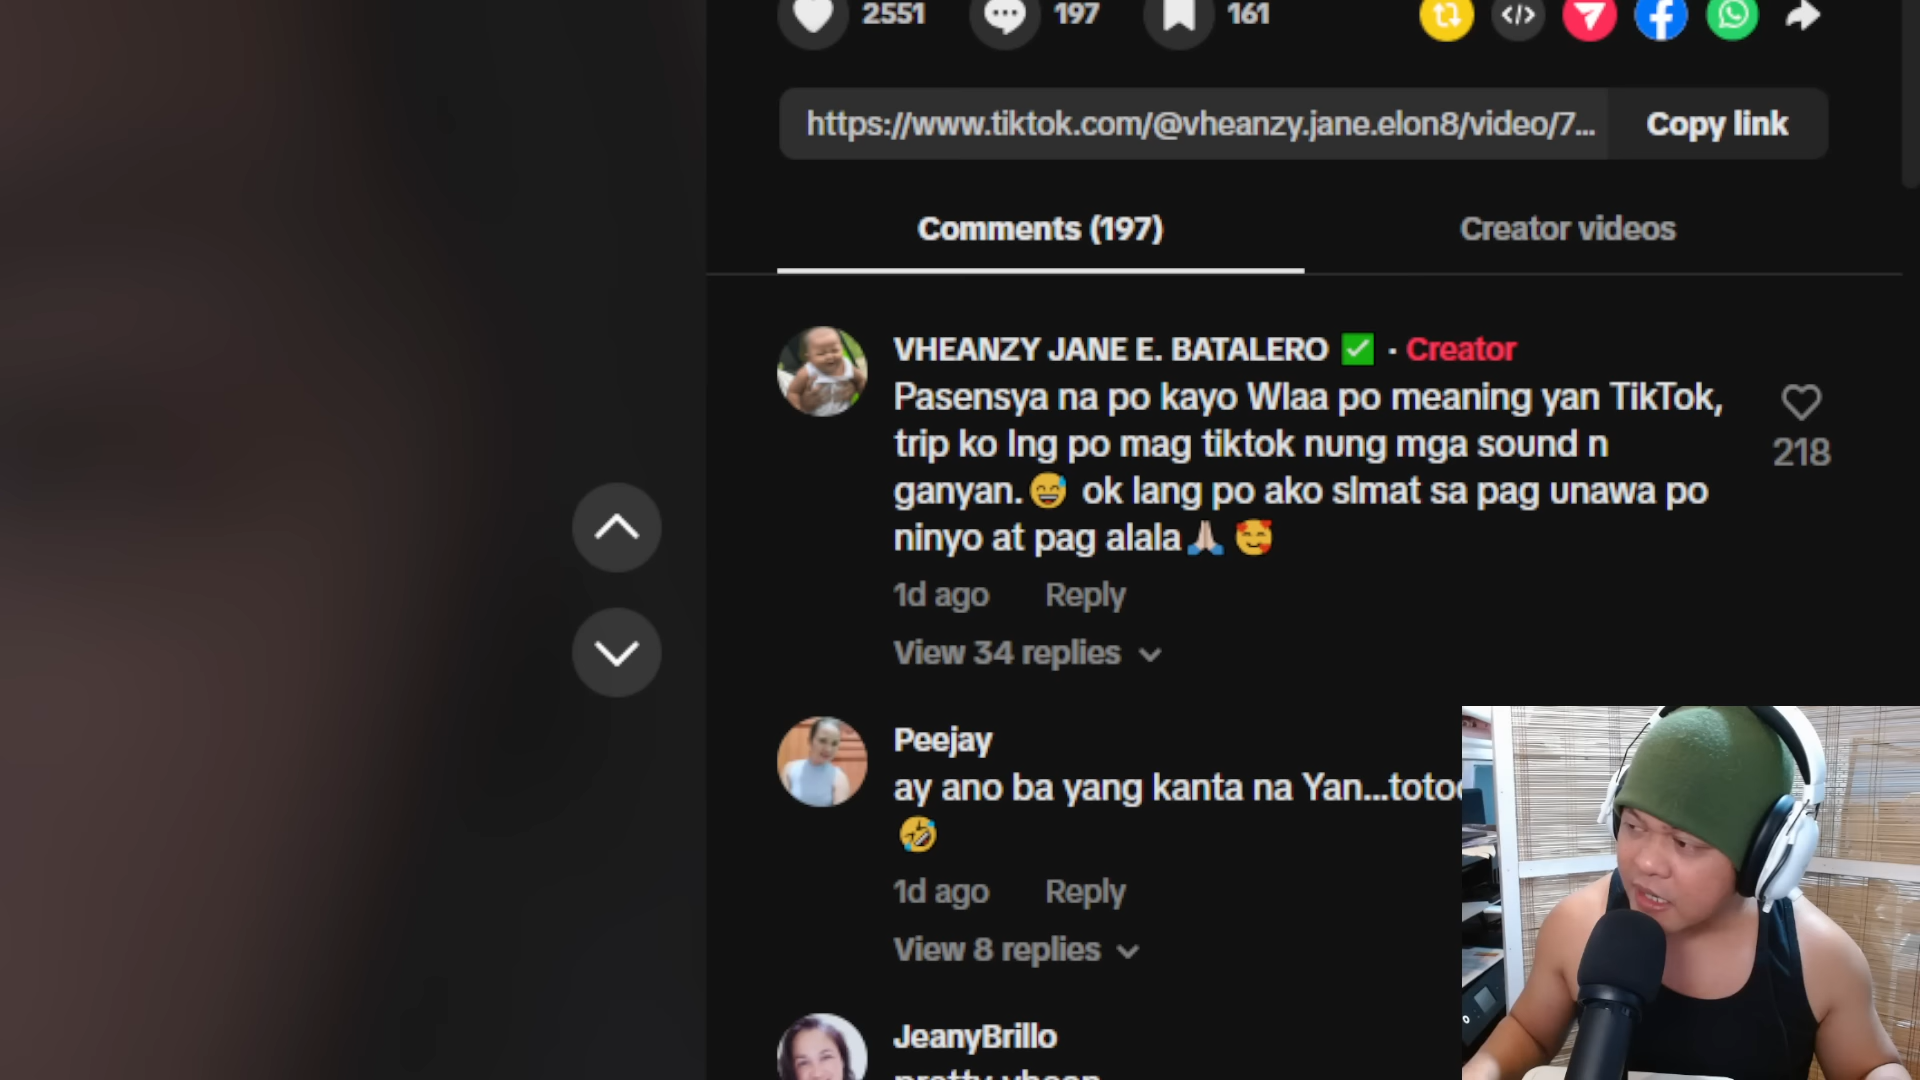 2551 197 161
https://www.tiktok.com/@vheanzy.jane.elon8/video/7...
Copy link
Comments (197)
Creator videos
VHEANZY JANE E. BATALERO ✅ · Creator
Pasensya na po kayo Wlaa po meaning yan TikTok,
trip ko lng po mag tiktok nung mga sound n
ganyan.😅 ok lang po ako slmat sa pag unawa po
ninyo at pag alala🙏🏻🥰
218
1d ago Reply
View 34 replies
Peejay
ay ano ba yang kanta na Yan...
🤣
1d ago Reply
View 8 replies
JeanyBrillo